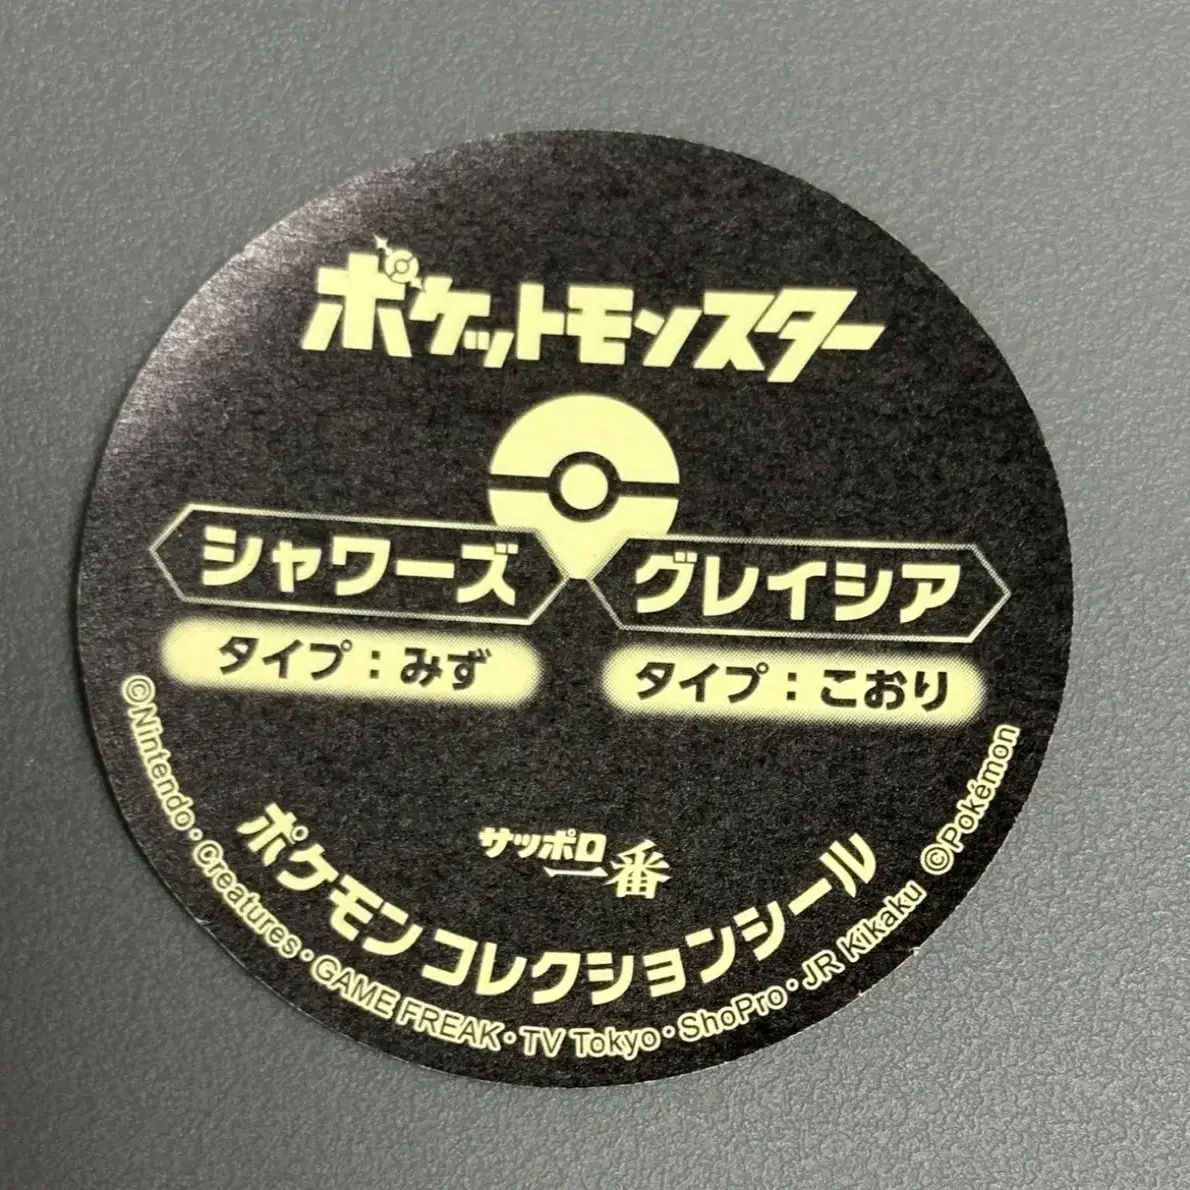 ポケットモンスター
シャワーズ
タイプ：みず
グレイシア
タイプ：こおり
サッポロ一番
ポケモンコレクションシール
©Nintendo・Creatures・GAME FREAK・TV Tokyo・ShoPro・JR Kikaku ©Pokémon